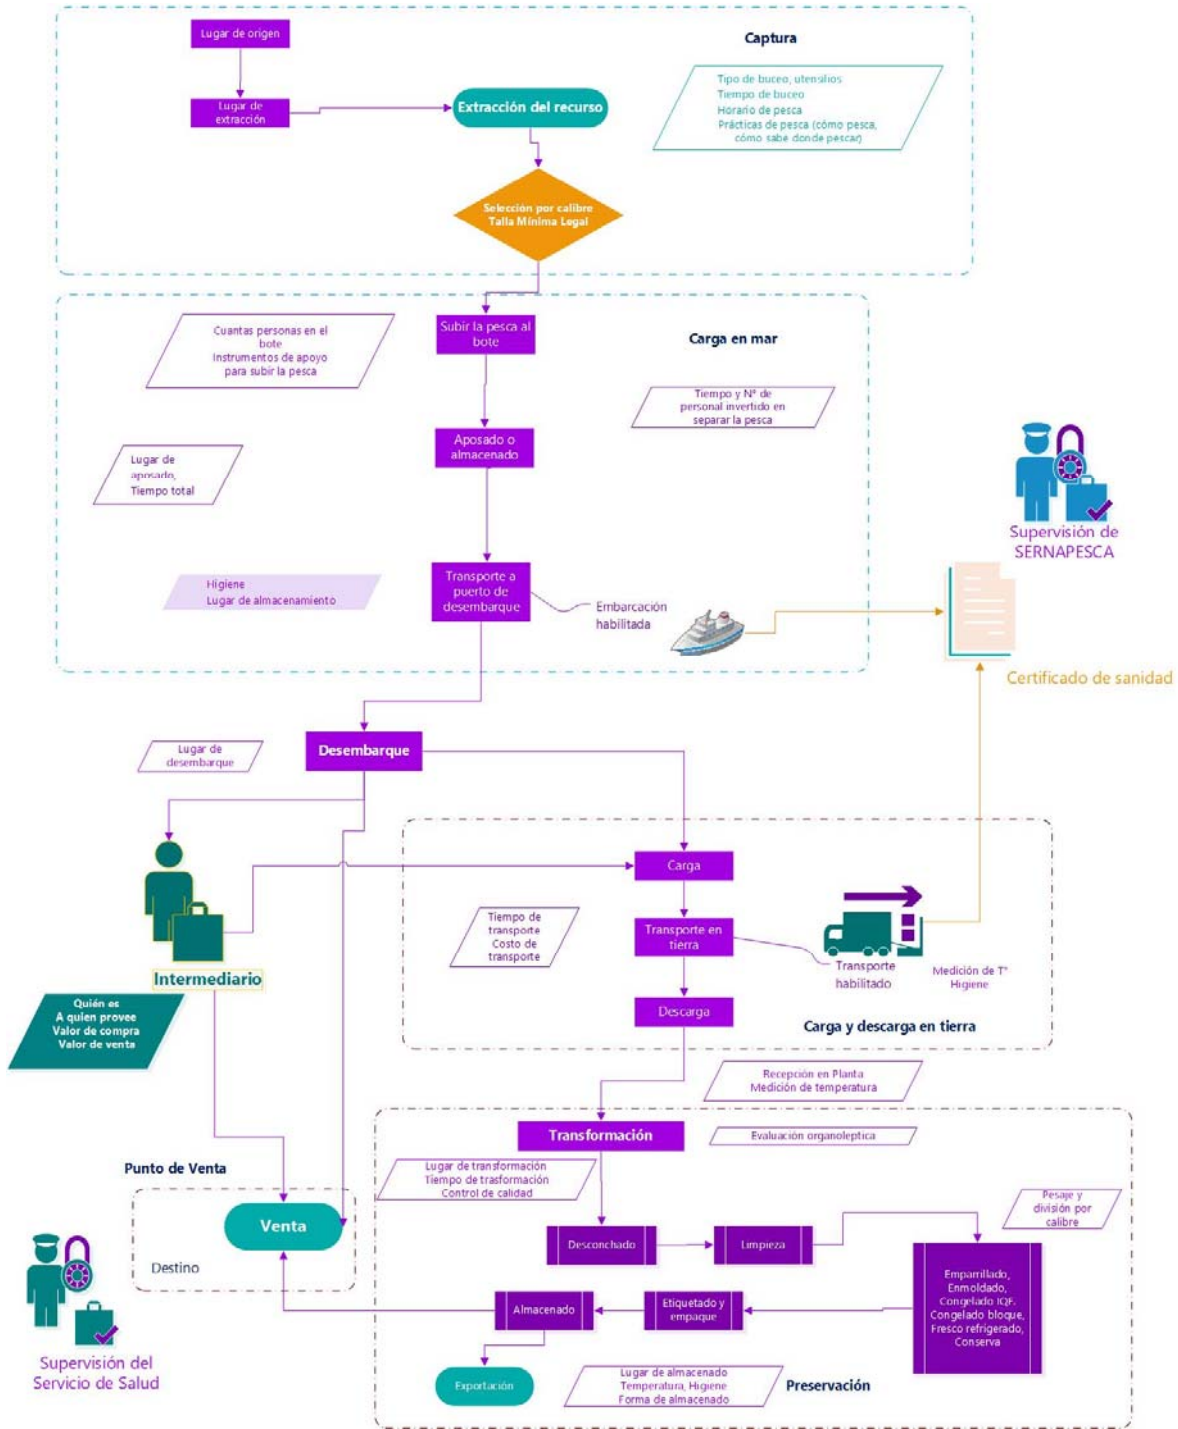 Lugar de origen
Captura
Tipo de buceo, utensilios
Tiempo de buceo
Horario de pesca
Prácticas de pesca (cómo pesca,
cómo sabe donde pescar)
Lugar de
extracción
Extracción del recurso
Selección por calibre
Talla Mínima Legal
Cuantas personas en el
bote
Instrumentos de apoyo
para subir la pesca
Subir la pesca al
bote
Carga en mar
Tiempo y N° de
personal invertido en
separar la pesca
Aposado o
almacenado
Lugar de
aposado,
Tiempo total
Supervisión de
SERNAPESCA
Higiene
Lugar de almacenamiento
Transporte a
puerto de
desembarque
Embarcación
habilitada
Certificado de sanidad
Lugar de
desembarque
Desembarque
Carga
Tiempo de
transporte
Costo de
transporte
Transporte en
tierra
Transporte
habilitado
Medición de T°
Higiene
Intermediario
Quién es
A quien provee
Valor de compra
Valor de venta
Descarga
Carga y descarga en tierra
Recepción en Planta
Medición de temperatura
Transformación
Evaluación organoleptica
Lugar de transformación
Tiempo de trasformación
Control de calidad
Punto de Venta
Pesaje y
división por
calibre
Venta
Destino
Desconchado
Limpieza
Emparrillado,
Enmoldado,
Congelado IQF.
Congelado bloque,
Fresco refrigerado,
Conserva
Almacenado
Etiquetado y
empaque
Supervisión del
Servicio de Salud
Exportación
Lugar de almacenado
Temperatura, Higiene
Forma de almacenado
Preservación